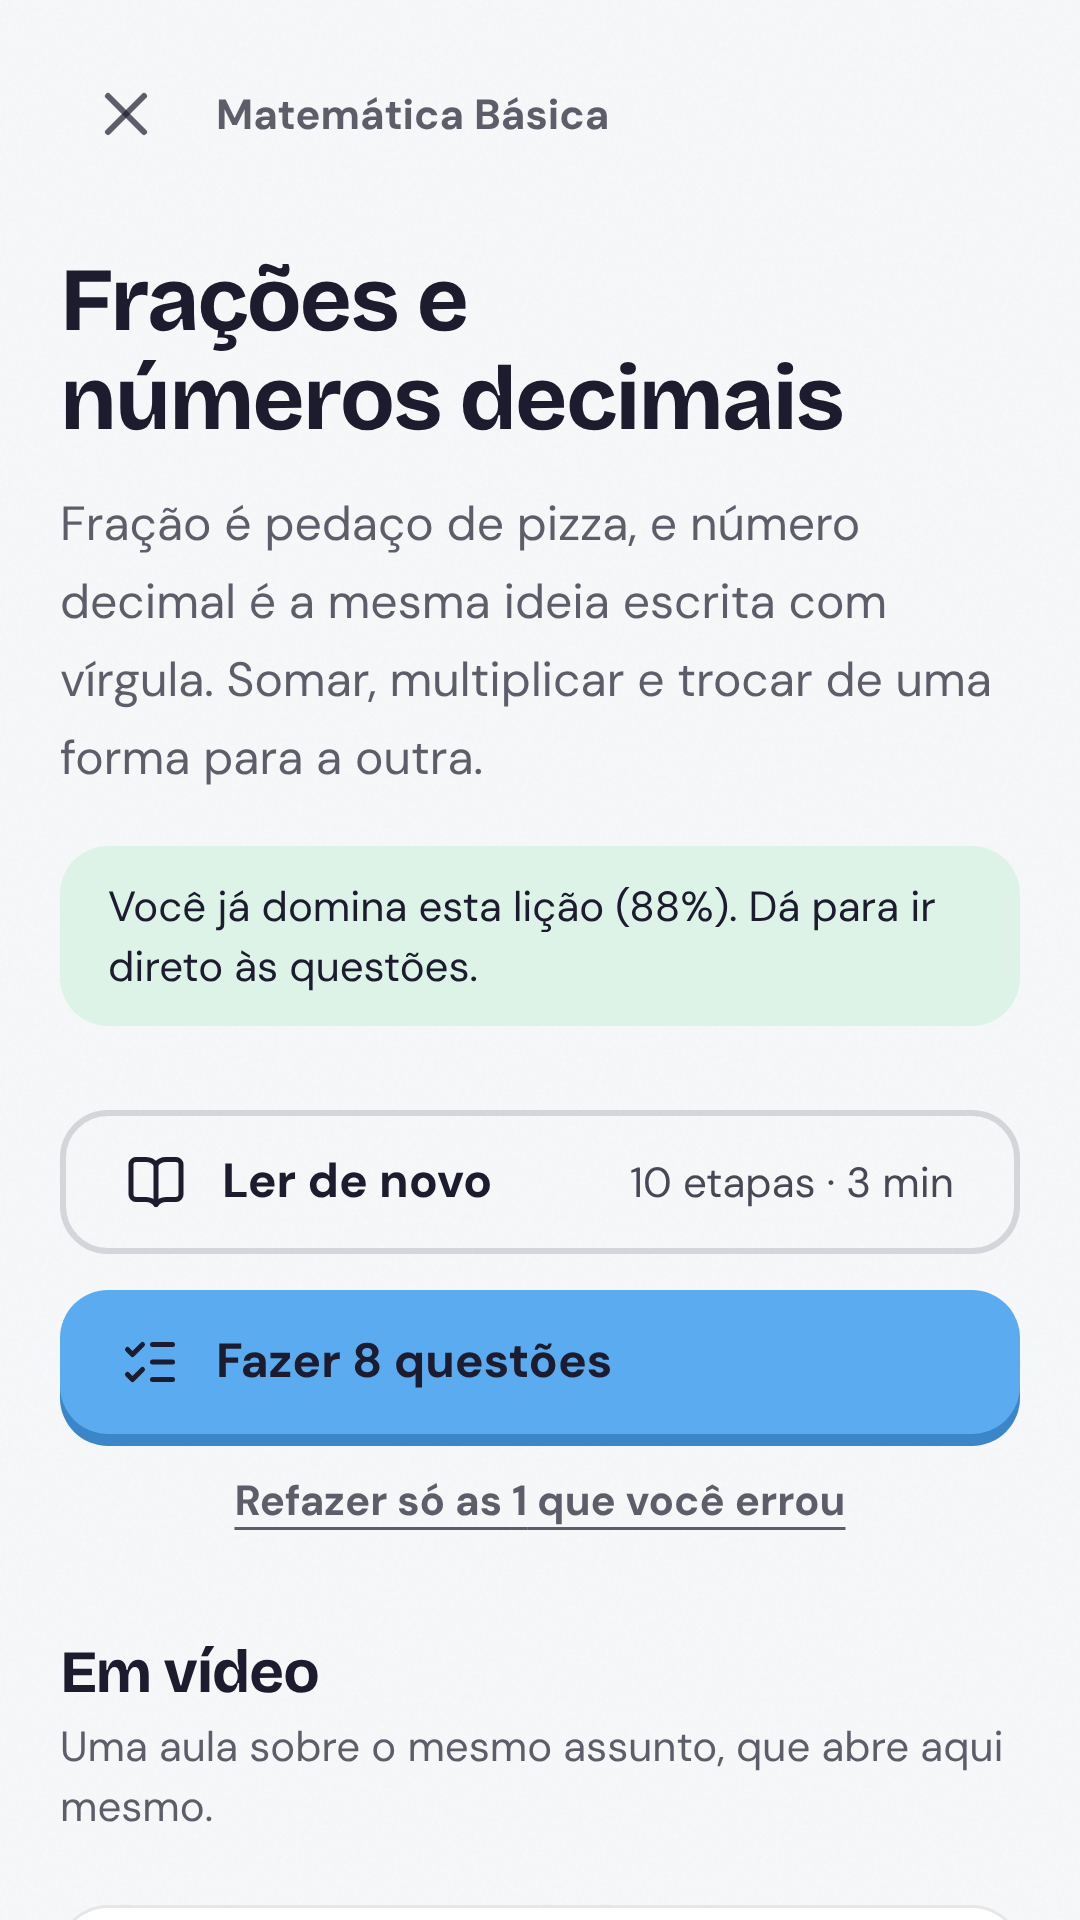 Matemática Básica
Frações e
números decimais
Fração é pedaço de pizza, e número
decimal é a mesma ideia escrita com
vírgula. Somar, multiplicar e trocar de uma
forma para a outra.
Você já domina esta lição (88%). Dá para ir
direto às questões.
Ler de novo 10 etapas · 3 min
Fazer 8 questões
Refazer só as 1 que você errou
Em vídeo
Uma aula sobre o mesmo assunto, que abre aqui
mesmo.